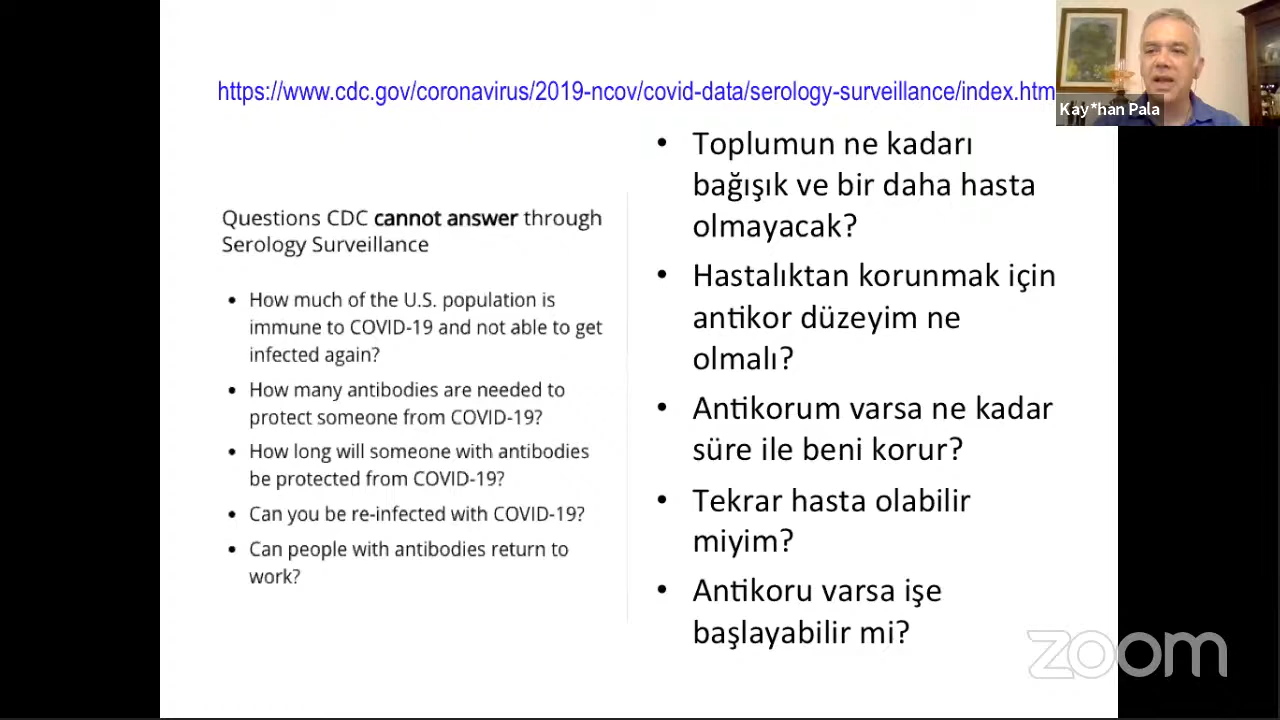 https://www.cdc.gov/coronavirus/2019-ncov/covid-data/serology-surveillance/index.htm
Kay*han Pala
Questions CDC cannot answer through
Serology Surveillance
• How much of the U.S. population is
immune to COVID-19 and not able to get
infected again?
• How many antibodies are needed to
protect someone from COVID-19?
• How long will someone with antibodies
be protected from COVID-19?
• Can you be re-infected with COVID-19?
• Can people with antibodies return to
work?
• Toplumun ne kadarı
bağışık ve bir daha hasta
olmayacak?
• Hastalıktan korunmak için
antikor düzeyim ne
olmalı?
• Antikorum varsa ne kadar
süre ile beni korur?
• Tekrar hasta olabilir
miyim?
• Antikoru varsa işe
başlayabilir mi?
zoom